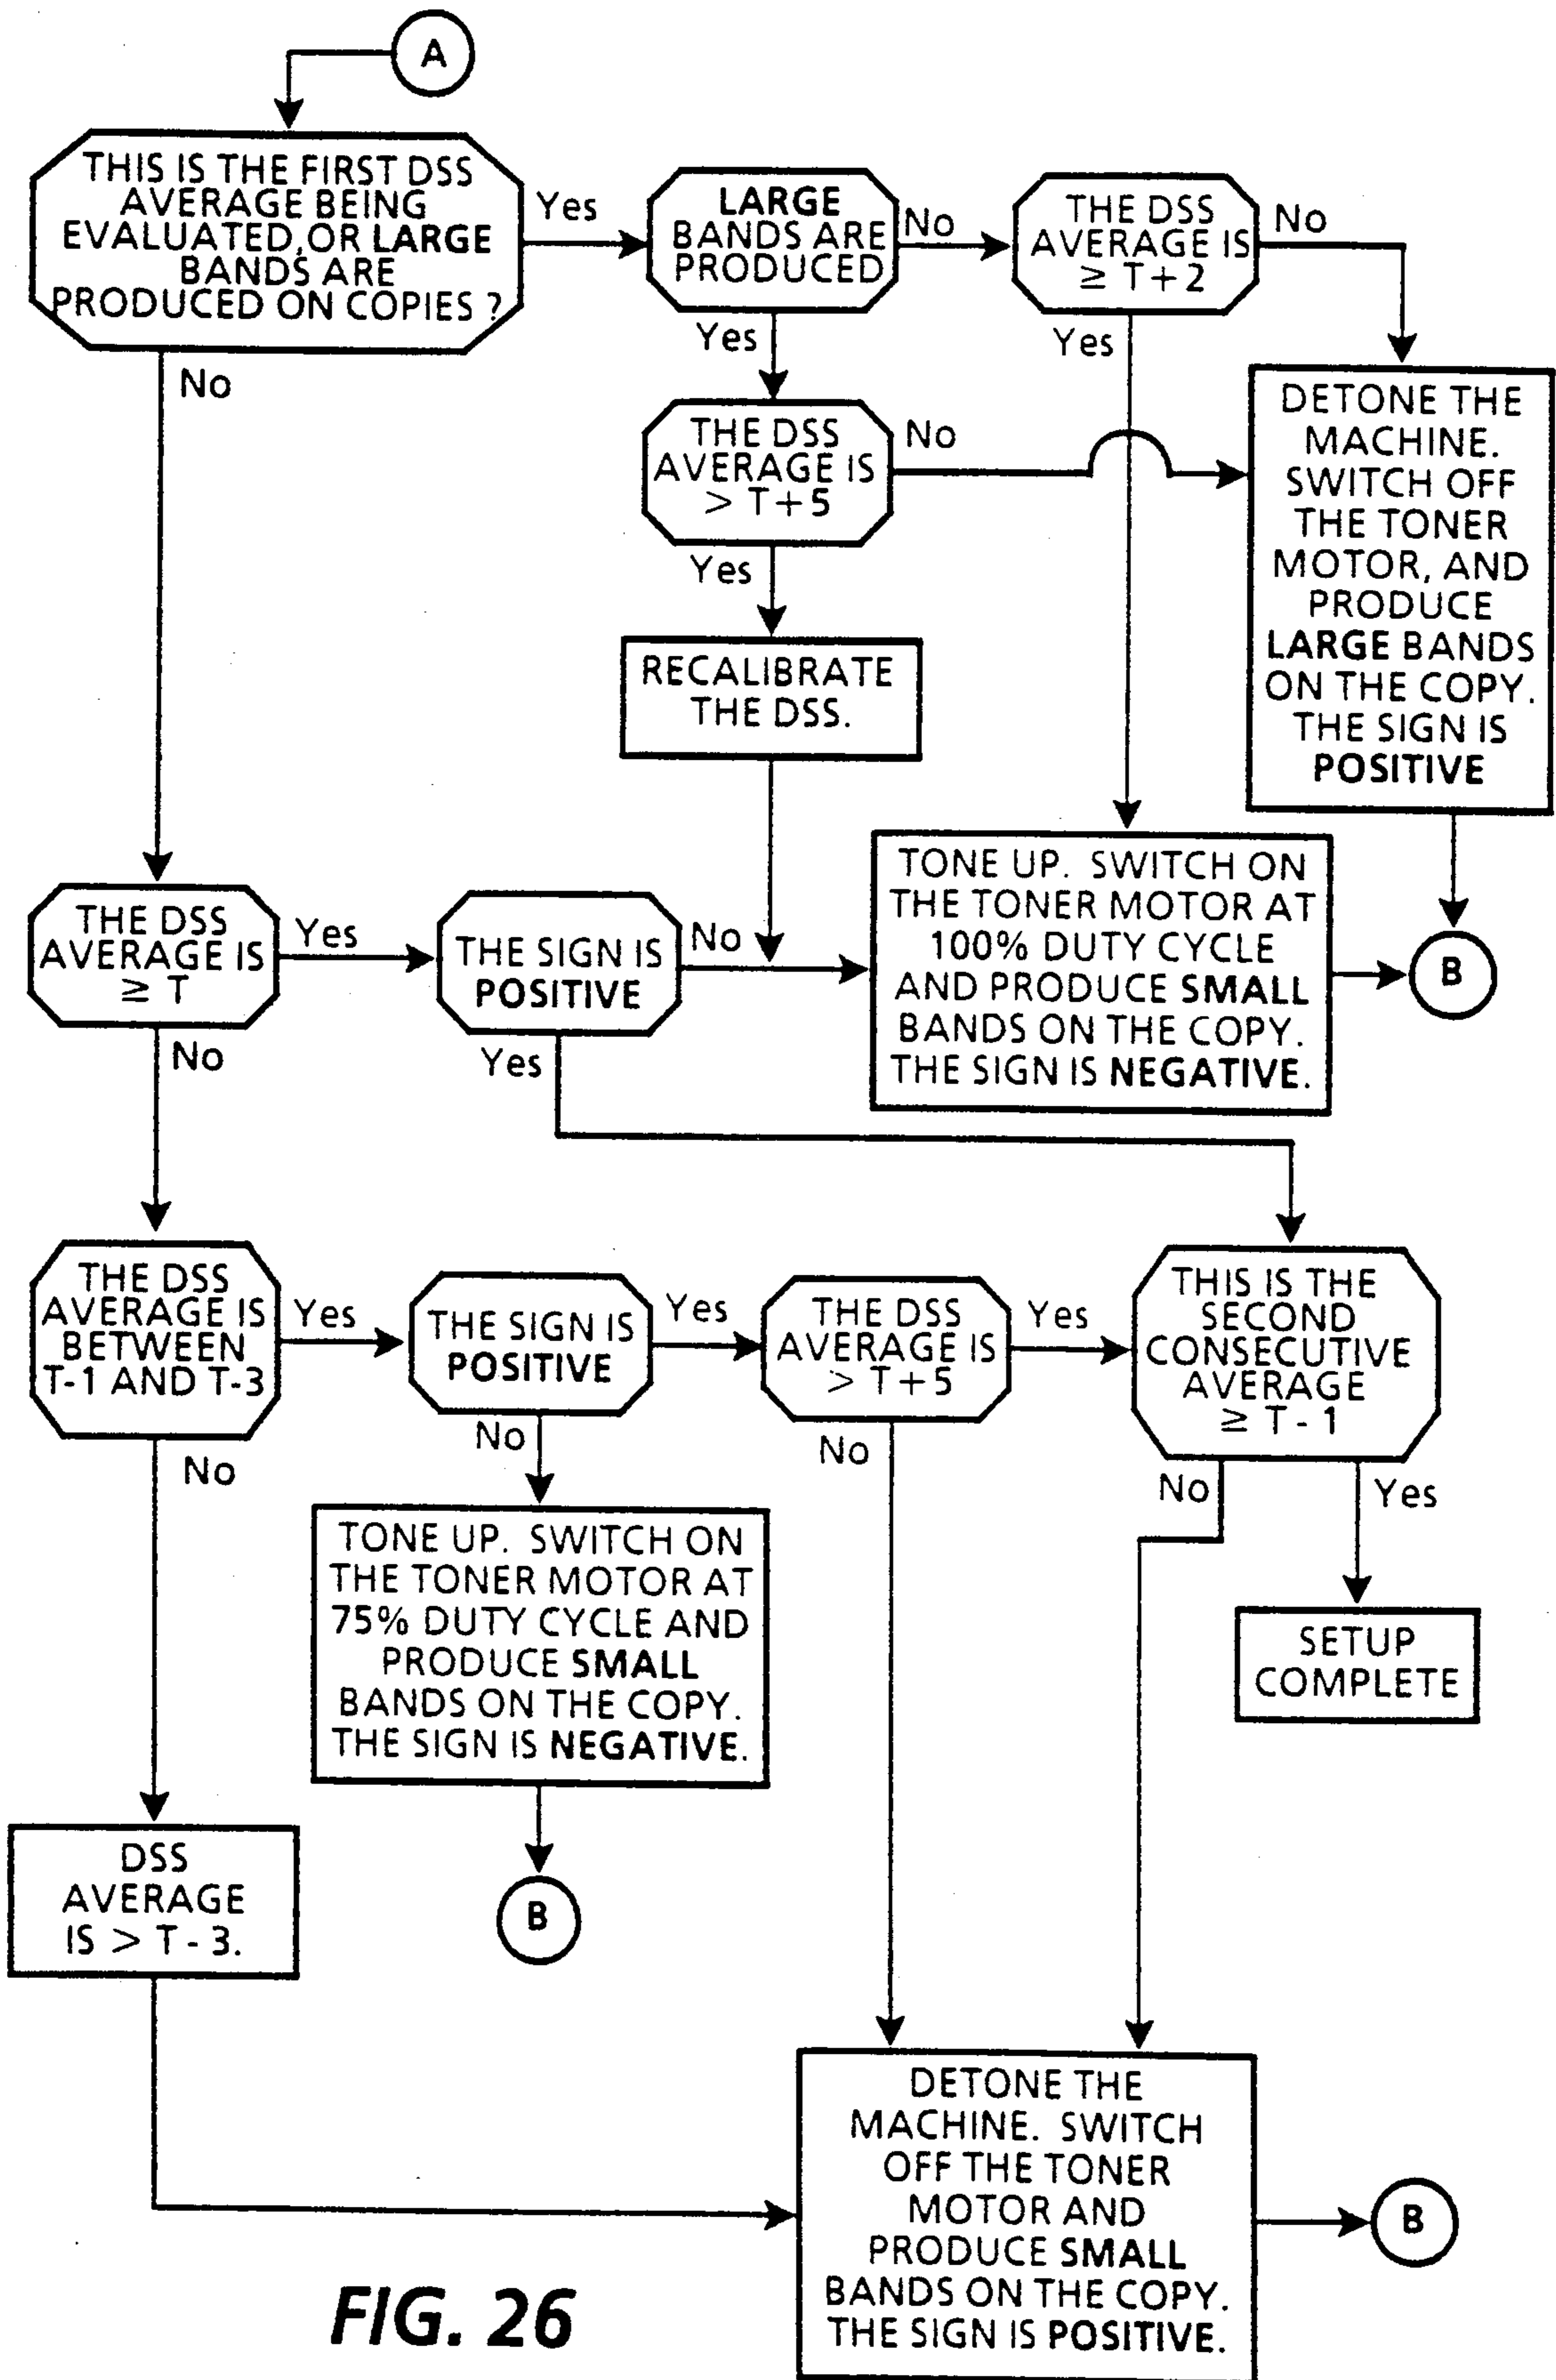 A
THIS IS THE FIRST DSS
AVERAGE BEING
EVALUATED, OR LARGE
BANDS ARE
PRODUCED ON COPIES ?
Yes
No
LARGE
BANDS ARE
PRODUCED
No
Yes
THE DSS
AVERAGE IS
≥ T+2
No
Yes
THE DSS
AVERAGE IS
> T+5
No
Yes
DETONE THE
MACHINE.
SWITCH OFF
THE TONER
MOTOR, AND
PRODUCE
LARGE BANDS
ON THE COPY.
THE SIGN IS
POSITIVE
RECALIBRATE
THE DSS.
THE DSS
AVERAGE IS
≥ T
Yes
No
THE SIGN IS
POSITIVE
No
Yes
TONE UP. SWITCH ON
THE TONER MOTOR AT
100% DUTY CYCLE
AND PRODUCE SMALL
BANDS ON THE COPY.
THE SIGN IS NEGATIVE.
B
THE DSS
AVERAGE IS
BETWEEN
T-1 AND T-3
Yes
No
THE SIGN IS
POSITIVE
Yes
No
THE DSS
AVERAGE IS
> T+5
Yes
No
THIS IS THE
SECOND
CONSECUTIVE
AVERAGE
≥ T - 1
No
Yes
TONE UP. SWITCH ON
THE TONER MOTOR AT
75% DUTY CYCLE AND
PRODUCE SMALL
BANDS ON THE COPY.
THE SIGN IS NEGATIVE.
SETUP
COMPLETE
DSS
AVERAGE
IS > T - 3.
B
DETONE THE
MACHINE. SWITCH
OFF THE TONER
MOTOR AND
PRODUCE SMALL
BANDS ON THE COPY.
THE SIGN IS POSITIVE.
B
FIG. 26